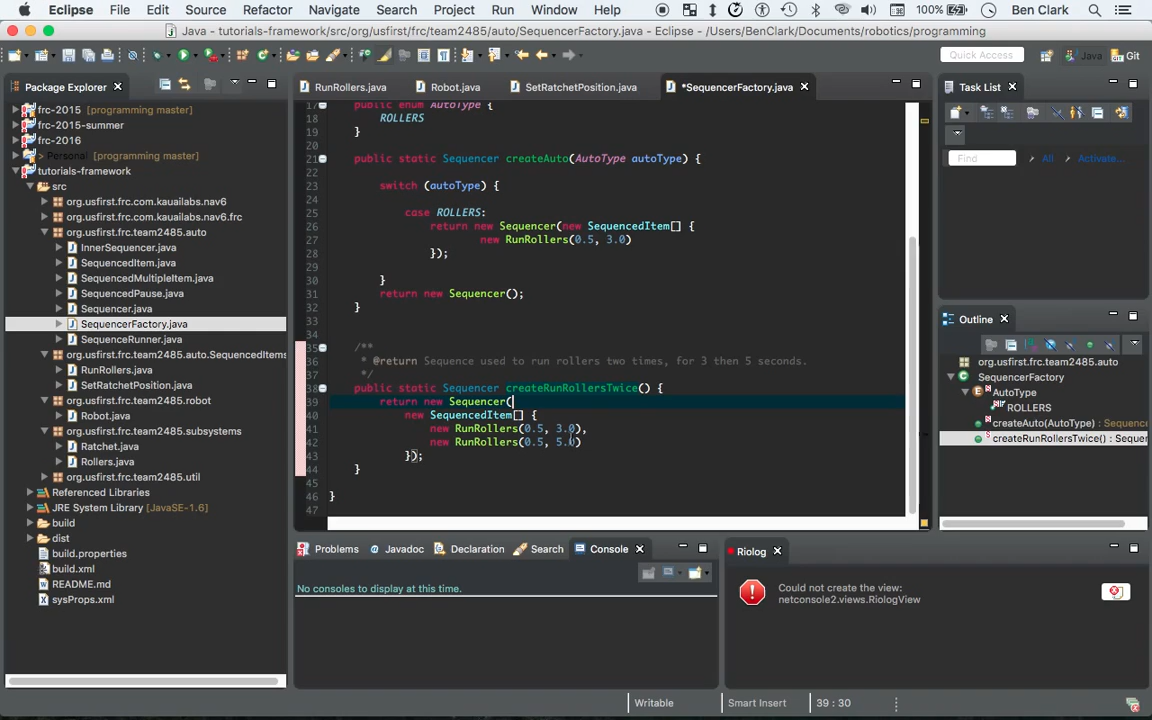 Eclipse File Edit Source Refactor Navigate Search Project Run Window Help 100% Ben Clark
Java - tutorials-framework/src/org/usfirst/frc/team2485/auto/SequencerFactory.java - Eclipse - /Users/BenClark/Documents/robotics/programming
Quick Access Java Git
Package Explorer
RunRollers.java Robot.java SetRatchetPosition.java *SequencerFactory.java
Task List
Find All Activate...
frc-2015 [programming master]
frc-2015-summer
frc-2016
> Personal [programming master]
tutorials-framework
src
org.usfirst.frc.com.kauailabs.nav6
org.usfirst.frc.com.kauailabs.nav6.frc
org.usfirst.frc.team2485.auto
InnerSequencer.java
SequencedItem.java
SequencedMultipleItem.java
SequencedPause.java
Sequencer.java
SequencerFactory.java
SequencerRunner.java
org.usfirst.frc.team2485.auto.SequencedItems
RunRollers.java
SetRatchetPosition.java
org.usfirst.frc.team2485.robot
Robot.java
org.usfirst.frc.team2485.subsystems
Ratchet.java
Rollers.java
org.usfirst.frc.team2485.util
Referenced Libraries
JRE System Library [JavaSE-1.6]
build
dist
build.properties
build.xml
README.md
sysProps.xml
17 public enum AutoType {
18 ROLLERS
19 }
20
21 public static Sequencer createAuto(AutoType autoType) {
22
23 switch (autoType) {
24
25 case ROLLERS:
26 return new Sequencer(new SequencedItem[] {
27 new RunRollers(0.5, 3.0)
28 });
29
30 }
31 return new Sequencer();
32 }
33
34
35 /**
36 * @return Sequence used to run rollers two times, for 3 then 5 seconds.
37 */
38 public static Sequencer createRunRollersTwice() {
39 return new Sequencer(
40 new SequencedItem[] {
41 new RunRollers(0.5, 3.0),
42 new RunRollers(0.5, 5.0)
43 });
44 }
45
46 }
47
Outline
org.usfirst.frc.team2485.auto
SequencerFactory
AutoType
ROLLERS
createAuto(AutoType) : Sequenc
createRunRollersTwice() : Sequer
Problems Javadoc Declaration Search Console
No consoles to display at this time.
Riolog
Could not create the view:
netconsole2.views.RiologView
Writable Smart Insert 39 : 30